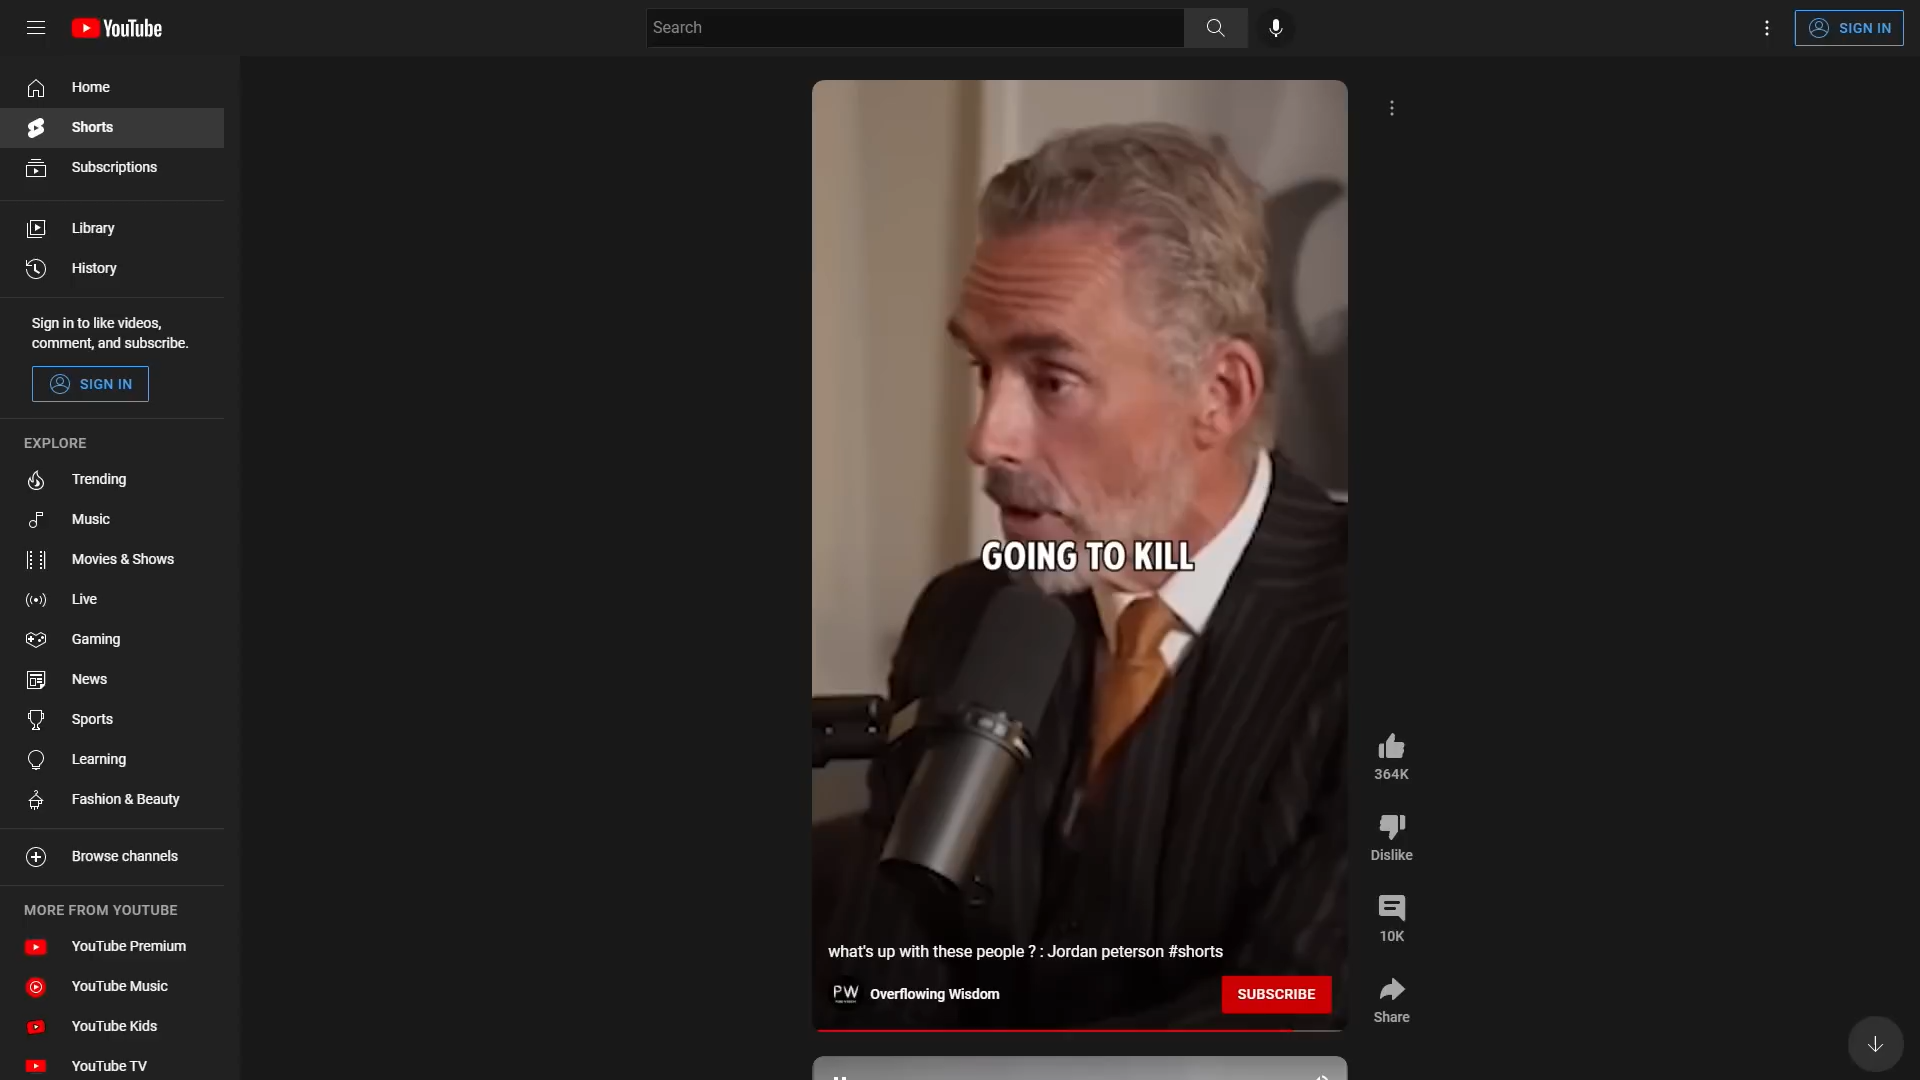 YouTube
Search
SIGN IN
Home
Shorts
Subscriptions
Library
History
Sign in to like videos,
comment, and subscribe.
SIGN IN
EXPLORE
Trending
Music
Movies & Shows
Live
Gaming
News
Sports
Learning
Fashion & Beauty
Browse channels
MORE FROM YOUTUBE
YouTube Premium
YouTube Music
YouTube Kids
YouTube TV
GOING TO KILL
what's up with these people ? : Jordan peterson #shorts
PW
Overflowing Wisdom
SUBSCRIBE
364K
Dislike
10K
Share